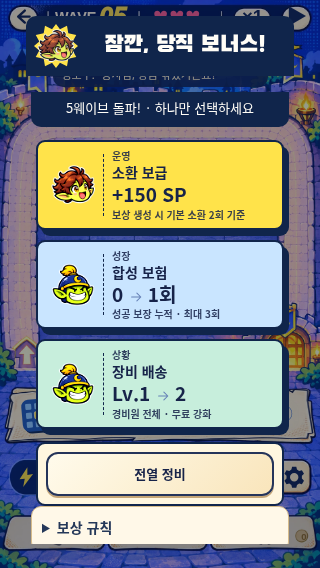 WAVE 05
×1
잠깐, 당직 보너스!
5웨이브 돌파! · 하나만 선택하세요
운영
소환 보급
+150 SP
보상 생성 시 기본 소환 2회 기준
성장
합성 보험
0 → 1회
성공 보장 누적 · 최대 3회
상황
장비 배송
Lv.1 → 2
경비원 전체 · 무료 강화
전열 정비
▶ 보상 규칙